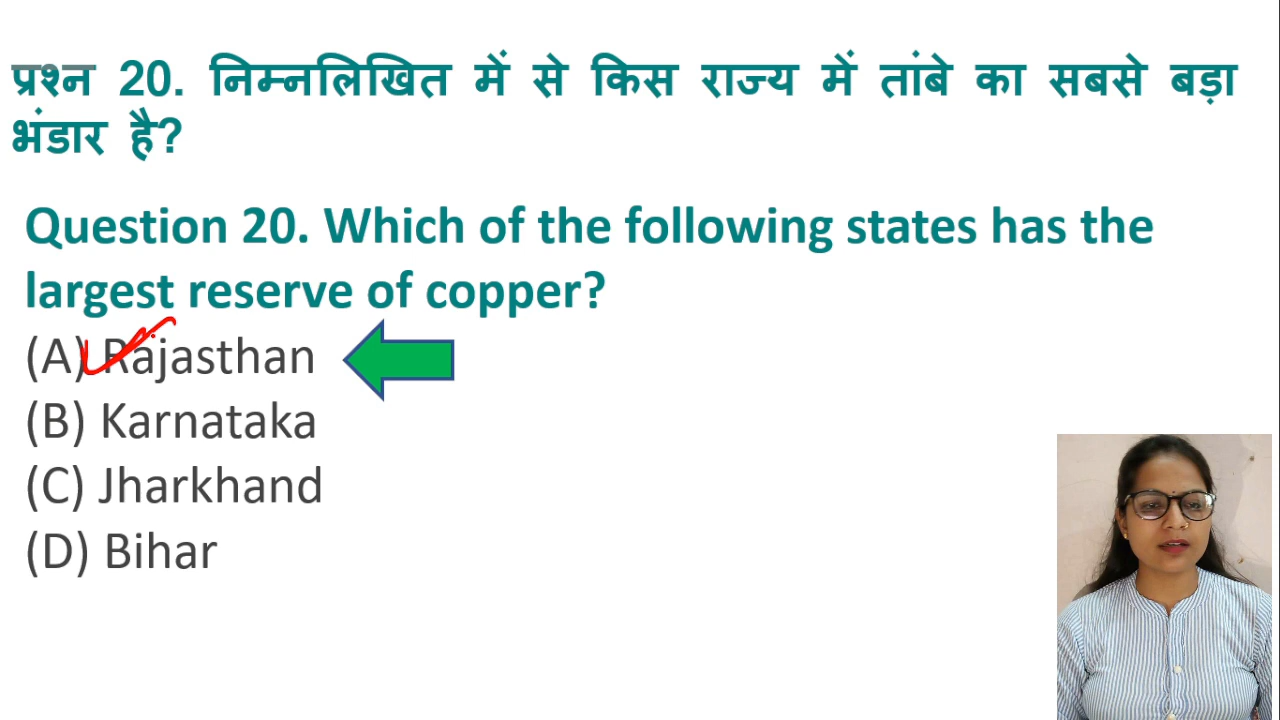 प्रश्न 20. निम्नलिखित में से किस राज्य में तांबे का सबसे बड़ा
भंडार है?
Question 20. Which of the following states has the
largest reserve of copper?
(A) Rajasthan
(B) Karnataka
(C) Jharkhand
(D) Bihar